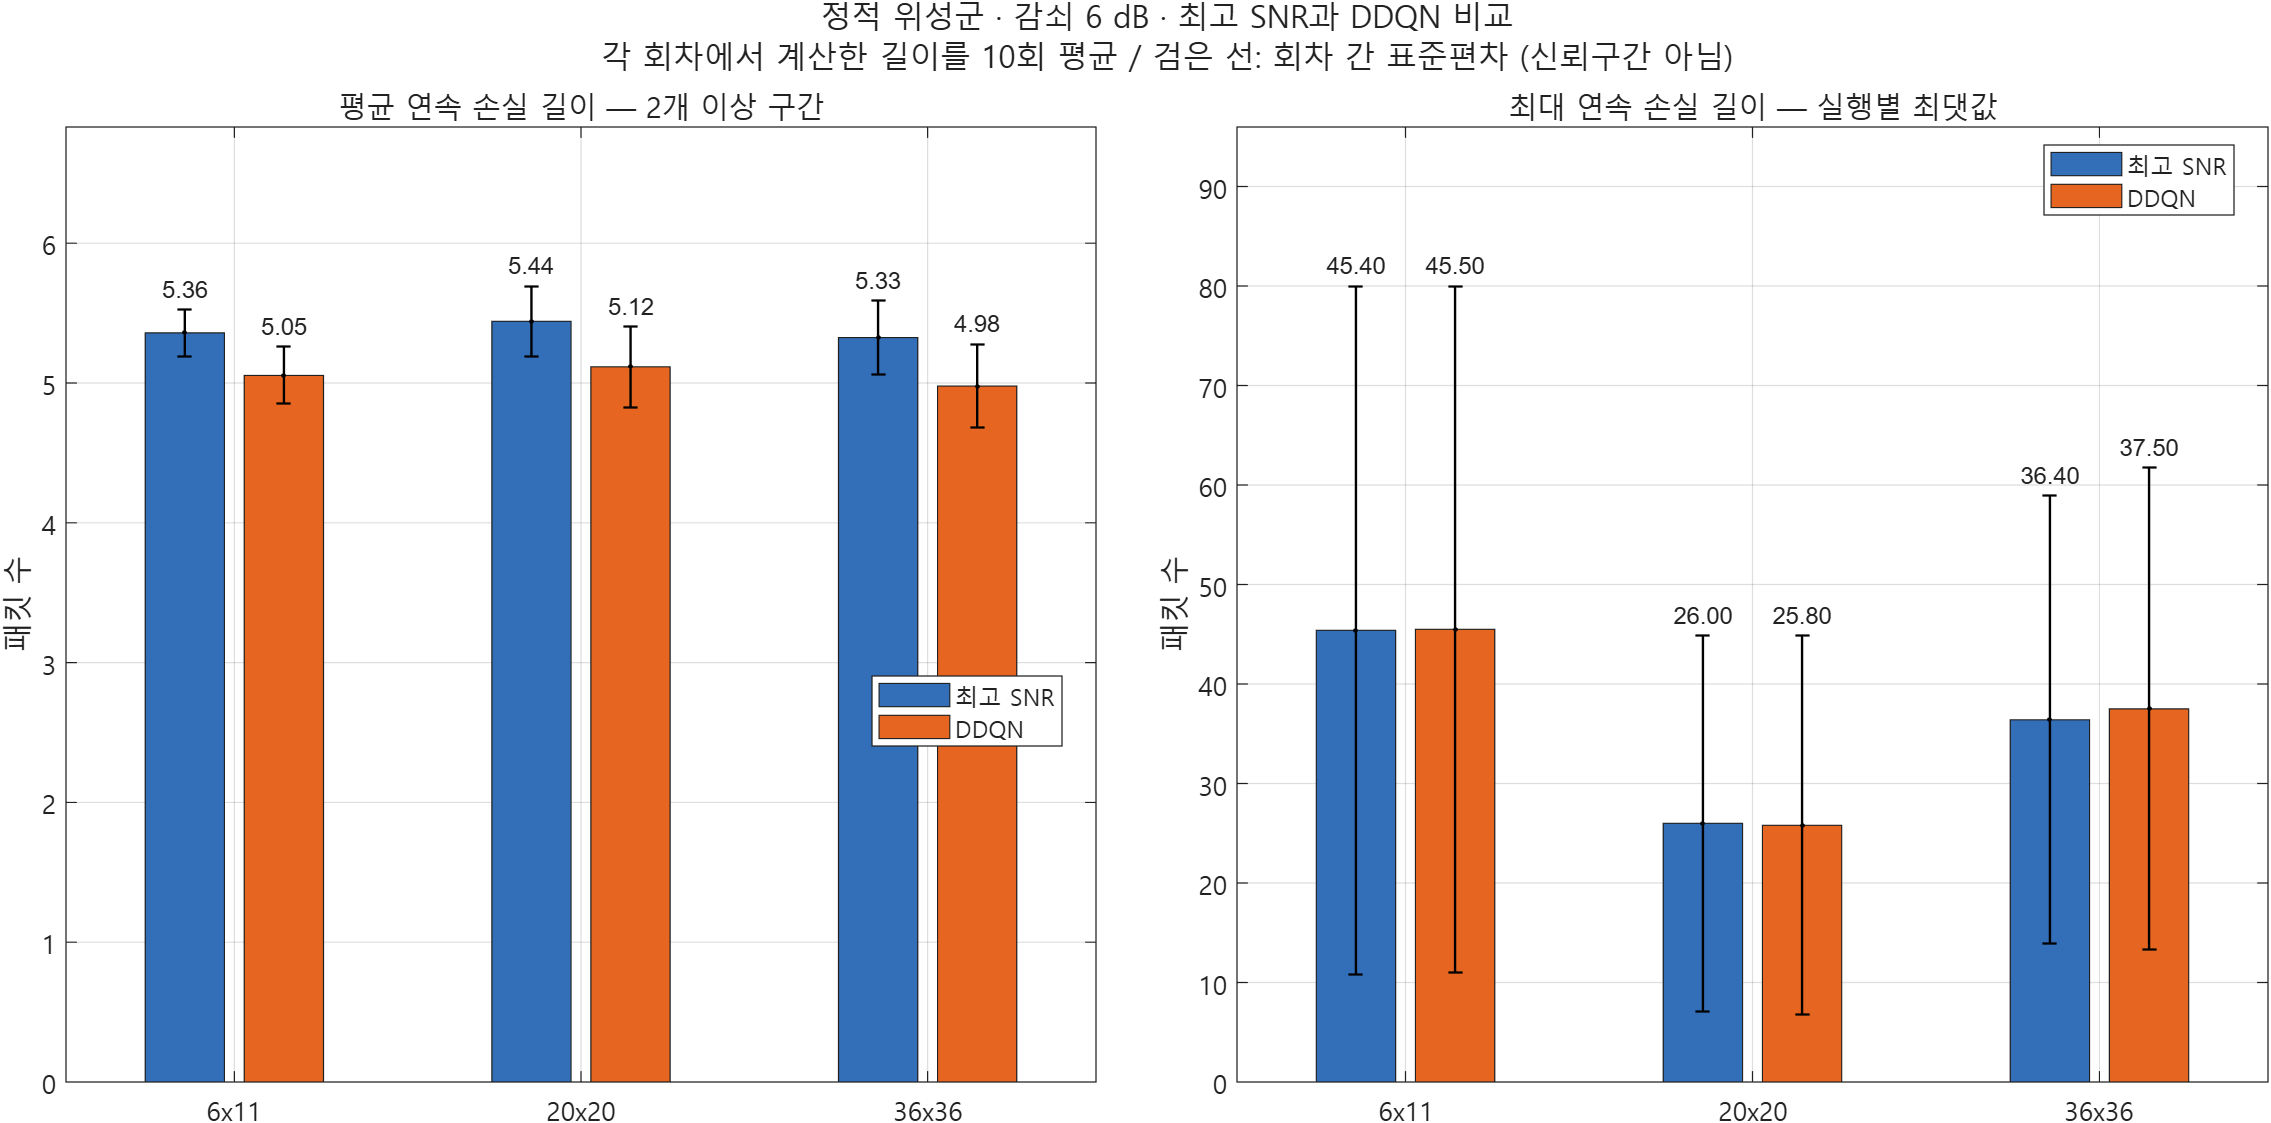 정적 위성군 · 감쇠 6 dB · 최고 SNR과 DDQN 비교
각 회차에서 계산한 길이를 10회 평균 / 검은 선: 회차 간 표준편차 (신뢰구간 아님)
평균 연속 손실 길이 — 2개 이상 구간
패킷 수
6
5
4
3
2
1
0
5.36
5.05
5.44
5.12
5.33
4.98
최고 SNR
DDQN
6x11
20x20
36x36
최대 연속 손실 길이 — 실행별 최댓값
패킷 수
90
80
70
60
50
40
30
20
10
0
45.40
45.50
26.00
25.80
36.40
37.50
최고 SNR
DDQN
6x11
20x20
36x36